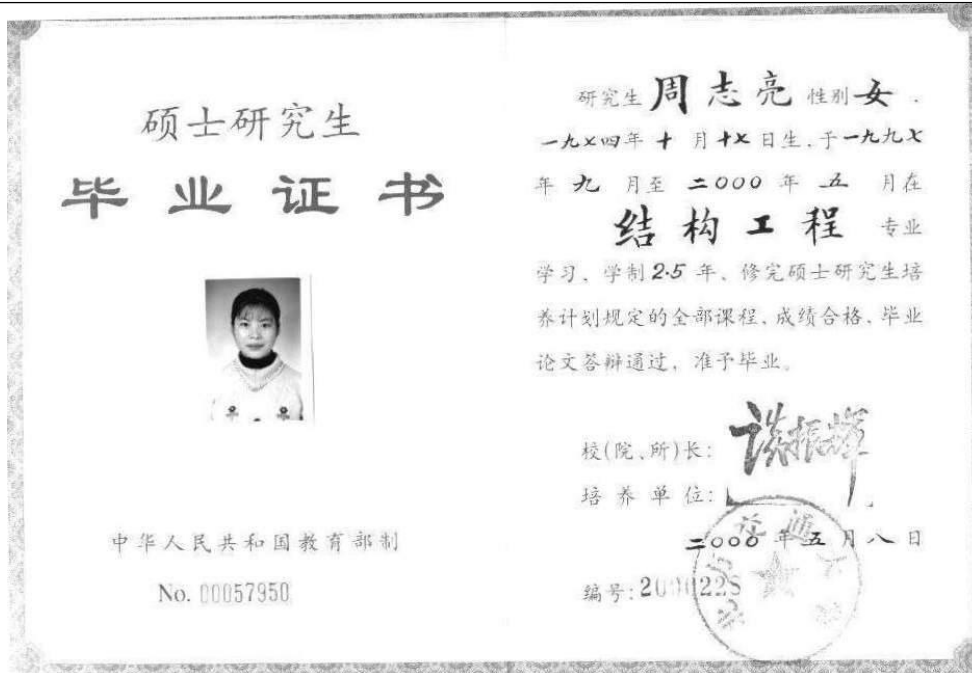 硕士研究生
毕业证书
中华人民共和国教育部制
No. 00057950
研究生 周志亮 性别 女 .
一九七四年 十 月 十七 日生、于 一九九七
年 九 月至 二000 年 五 月在
结构工程 专业
学习、学制 2.5 年、修完硕士研究生培
养计划规定的全部课程、成绩合格、毕业
论文答辩通过，准予毕业。
校(院、所)长：
培养单位：
二000年五月八日
编号: